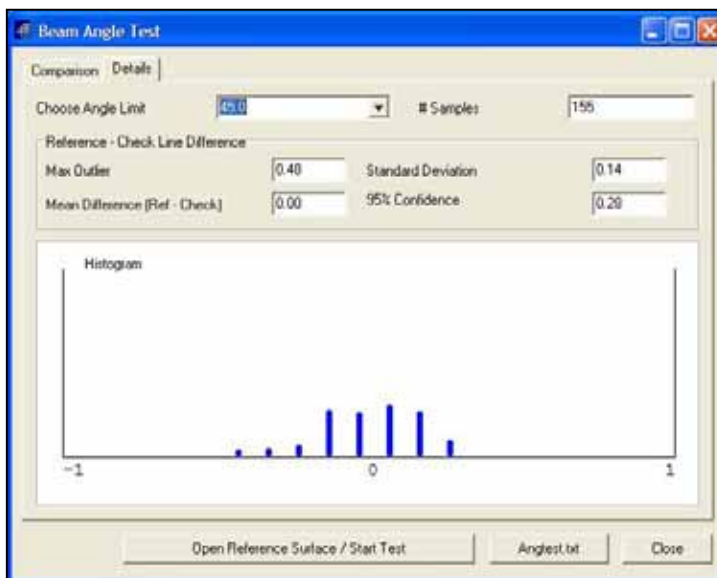 Beam Angle Test
Comparison Details
Choose Angle Limit 45.0 # Samples 155
Reference - Check Line Difference
Max Outlier 0.48 Standard Deviation 0.14
Mean Difference (Ref - Check) 0.00 95% Confidence 0.28
Histogram
-1 0 1
Open Reference Surface / Start Test Angtest.txt Close